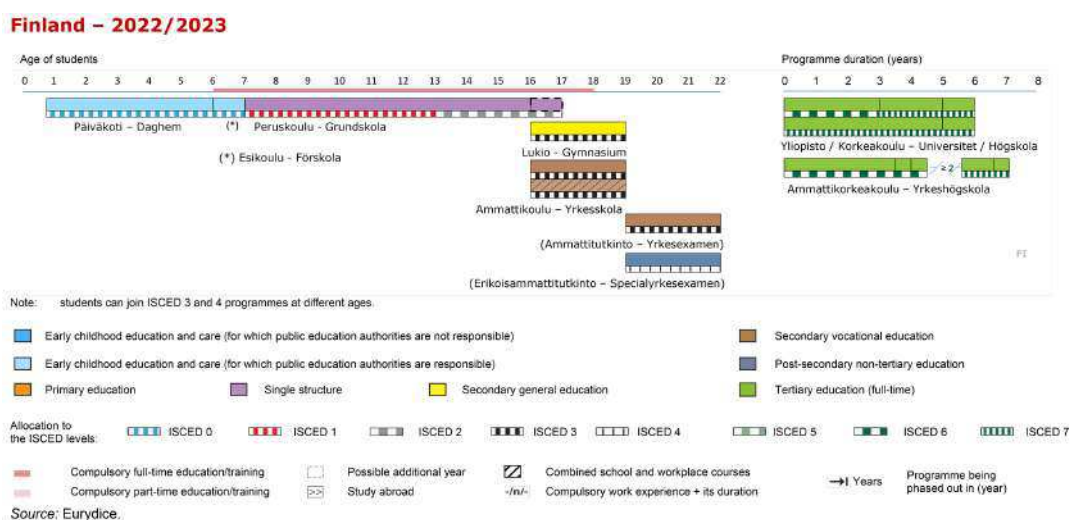 Finland – 2022/2023
Age of students
Programme duration (years)
0 1 2 3 4 5 6 7 8 9 10 11 12 13 14 15 16 17 18 19 20 21 22
0 1 2 3 4 5 6 7 8
Päiväkoti – Daghem
(*)
Peruskoulu - Grundskola
(*) Esikoulu - Förskola
Lukio - Gymnasium
Ammattikoulu – Yrkesskola
(Ammattitutkinto – Yrkesexamen)
(Erikoisammattitutkinto – Specialyrkesexamen)
Yliopisto / Korkeakoulu – Universitet / Högskola
≥ 2
Ammattikorkeakoulu – Yrkeshögskola
FI
Note: students can join ISCED 3 and 4 programmes at different ages.
Early childhood education and care (for which public education authorities are not responsible)
Secondary vocational education
Early childhood education and care (for which public education authorities are responsible)
Post-secondary non-tertiary education
Primary education
Single structure
Secondary general education
Tertiary education (full-time)
Allocation to
the ISCED levels:
ISCED 0
ISCED 1
ISCED 2
ISCED 3
ISCED 4
ISCED 5
ISCED 6
ISCED 7
Compulsory full-time education/training
Possible additional year
Combined school and workplace courses
Years
Programme being
phased out in (year)
Compulsory part-time education/training
>>
Study abroad
-/n/-
Compulsory work experience + its duration
Source: Eurydice.